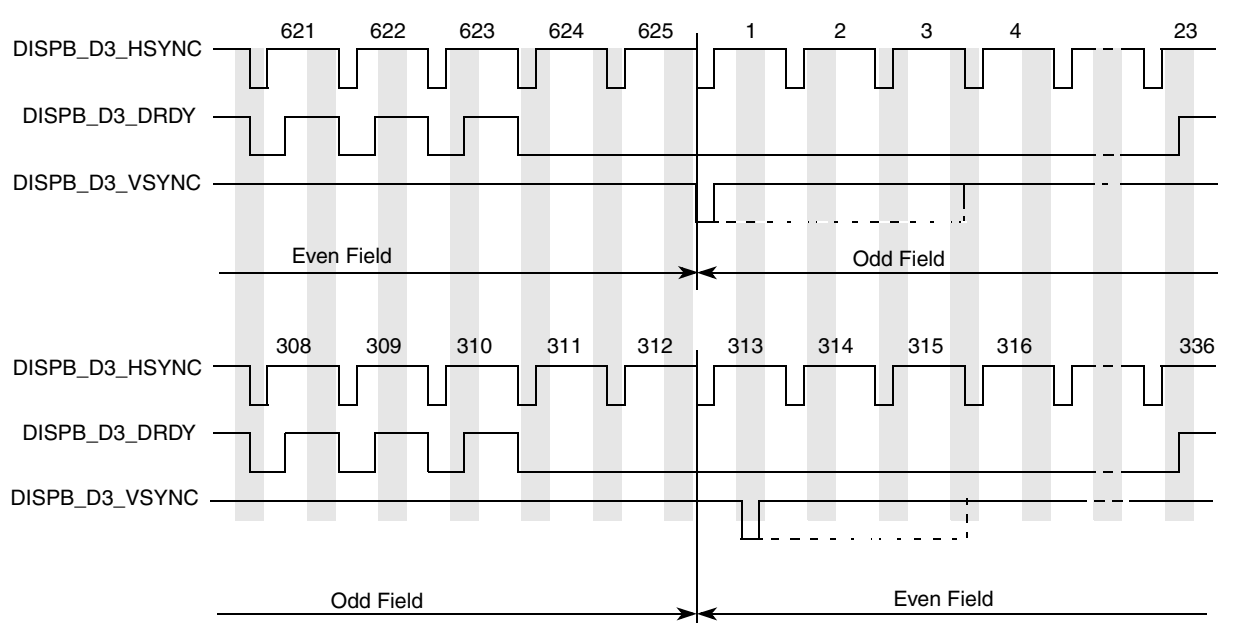 621 622 623 624 625 1 2 3 4 23
DISPB_D3_HSYNC
DISPB_D3_DRDY
DISPB_D3_VSYNC
Even Field Odd Field
308 309 310 311 312 313 314 315 316 336
DISPB_D3_HSYNC
DISPB_D3_DRDY
DISPB_D3_VSYNC
Odd Field Even Field